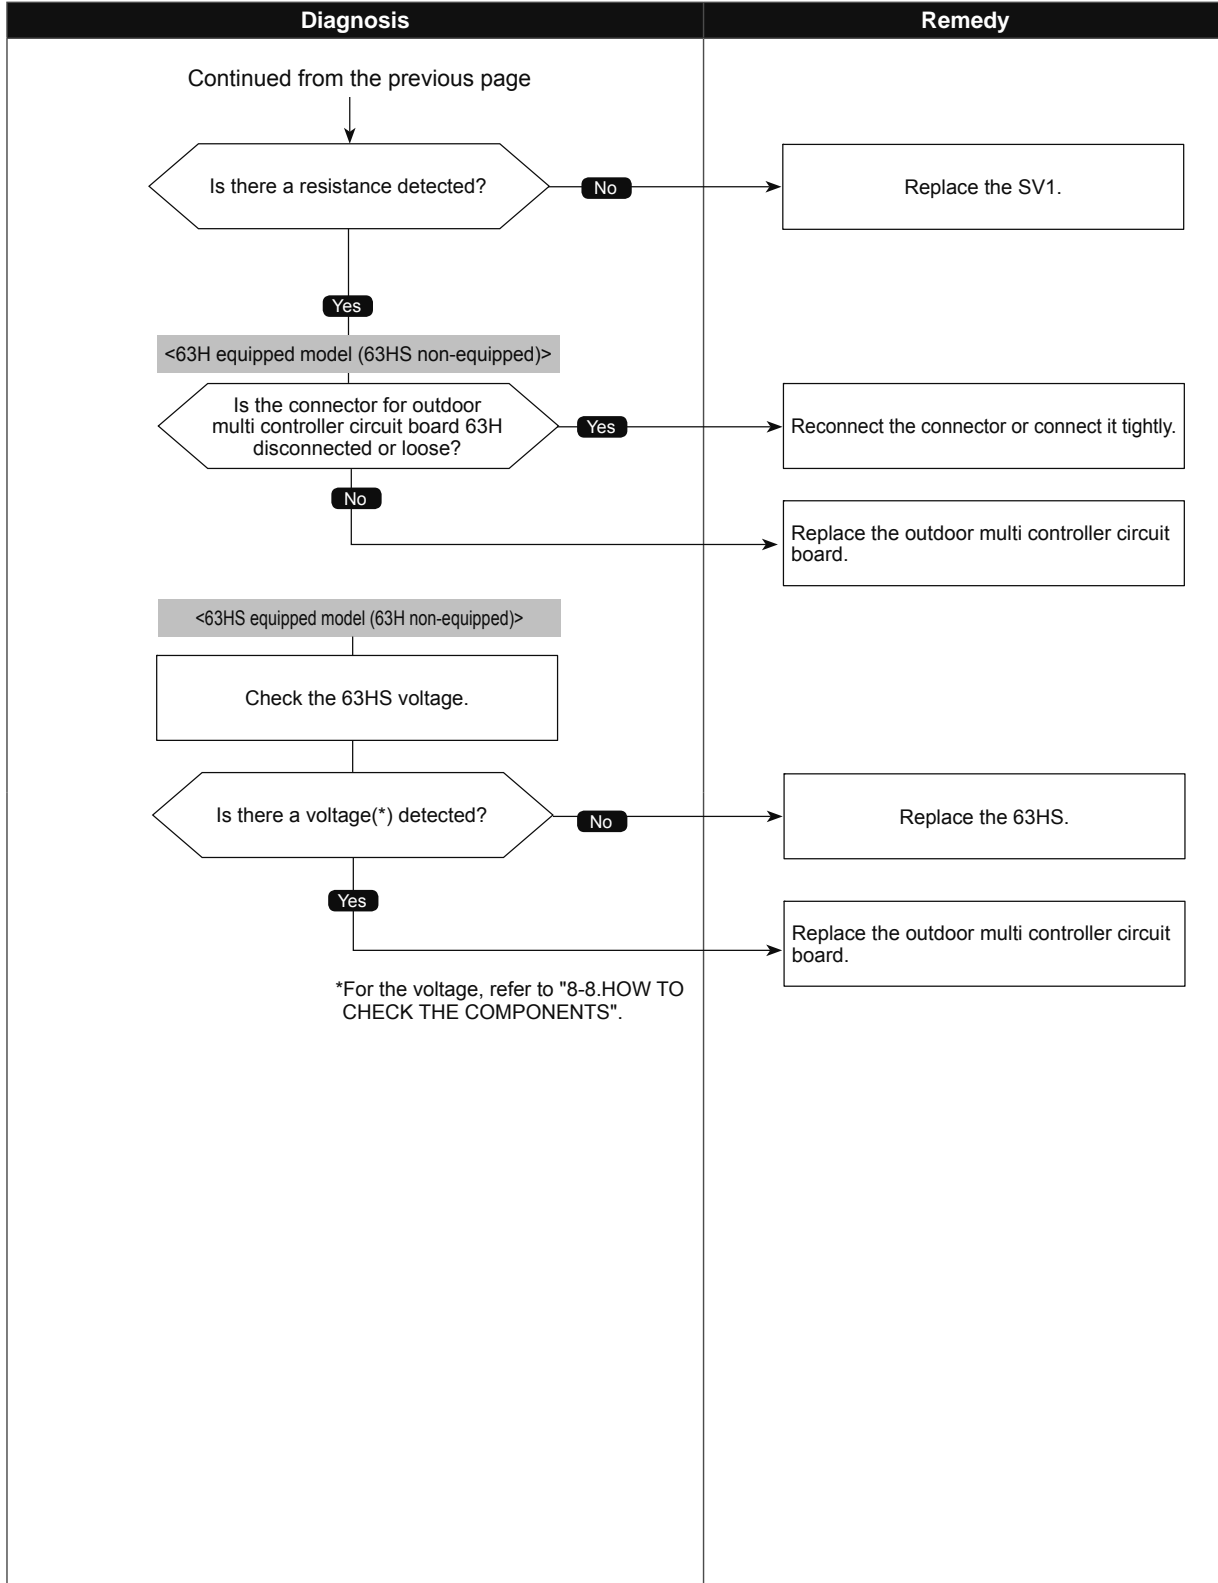 Diagnosis
Remedy
Continued from the previous page
Is there a resistance detected?
No
Replace the SV1.
Yes
<63H equipped model (63HS non-equipped)>
Is the connector for outdoor
multi controller circuit board 63H
disconnected or loose?
Yes
Reconnect the connector or connect it tightly.
No
Replace the outdoor multi controller circuit
board.
<63HS equipped model (63H non-equipped)>
Check the 63HS voltage.
Is there a voltage(*) detected?
No
Replace the 63HS.
Yes
Replace the outdoor multi controller circuit
board.
*For the voltage, refer to "8-8.HOW TO
CHECK THE COMPONENTS".